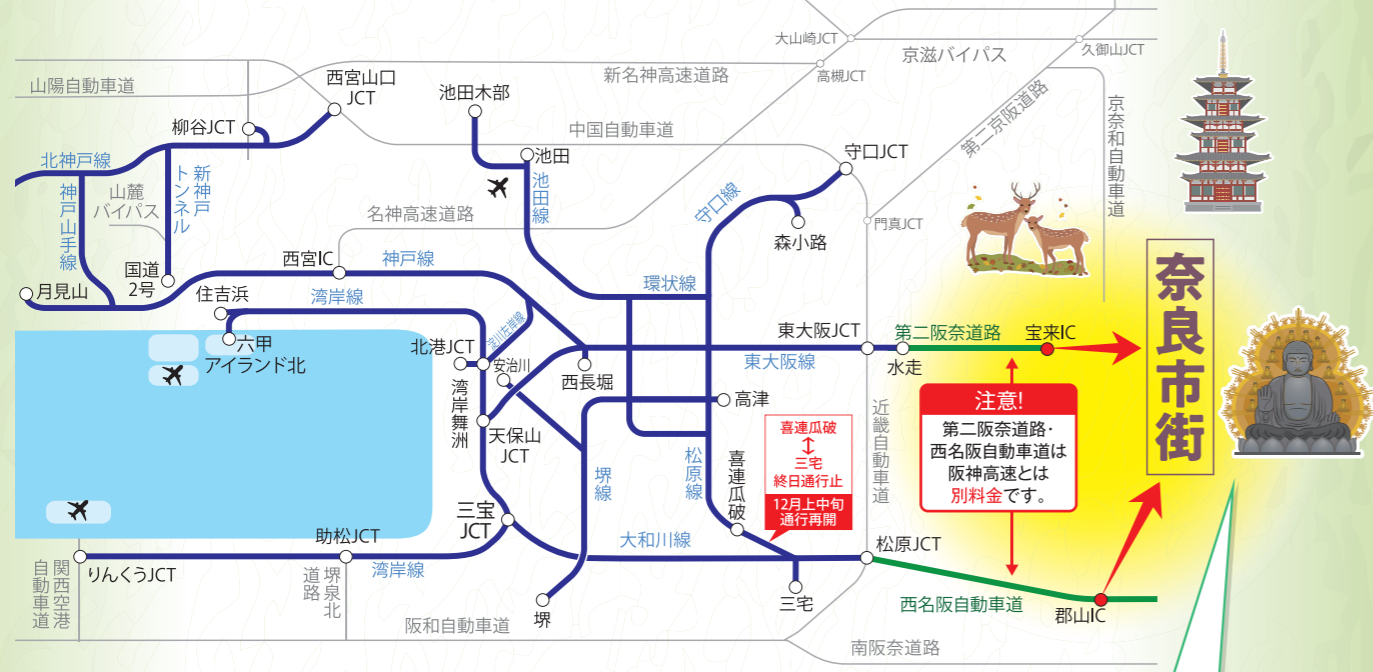 大山崎JCT
京滋バイパス
久御山JCT
高槻JCT
新名神高速道路
山陽自動車道
西宮山口
JCT
池田木部
中国自動車道
第二京阪道路
京奈和自動車道
柳谷JCT
北神戸線
新神戸
トンネル
神戸山手線
山麓
バイパス
池田
池田線
守口JCT
守口線
森小路
門真JCT
名神高速道路
西宮IC
神戸線
国道
2号
月見山
住吉浜
湾岸線
環状線
六甲
アイランド北
北港JCT
淀川左岸線
安治川
西長堀
東大阪JCT
東大阪線
第二阪奈道路
水走
宝来IC
奈良市街
湾岸舞洲
天保山
JCT
高津
堺線
松原線
喜連瓜破
喜連瓜破
↕
三宅
終日通行止
12月上中旬
通行再開
近畿自動車道
注意!
第二阪奈道路・
西名阪自動車道は
阪神高速とは
別料金です。
三宝
JCT
大和川線
松原JCT
助松JCT
湾岸線
りんくうJCT
関西空港
自動車道
堺泉北
道路
堺
三宅
西名阪自動車道
郡山IC
阪和自動車道
南阪奈道路